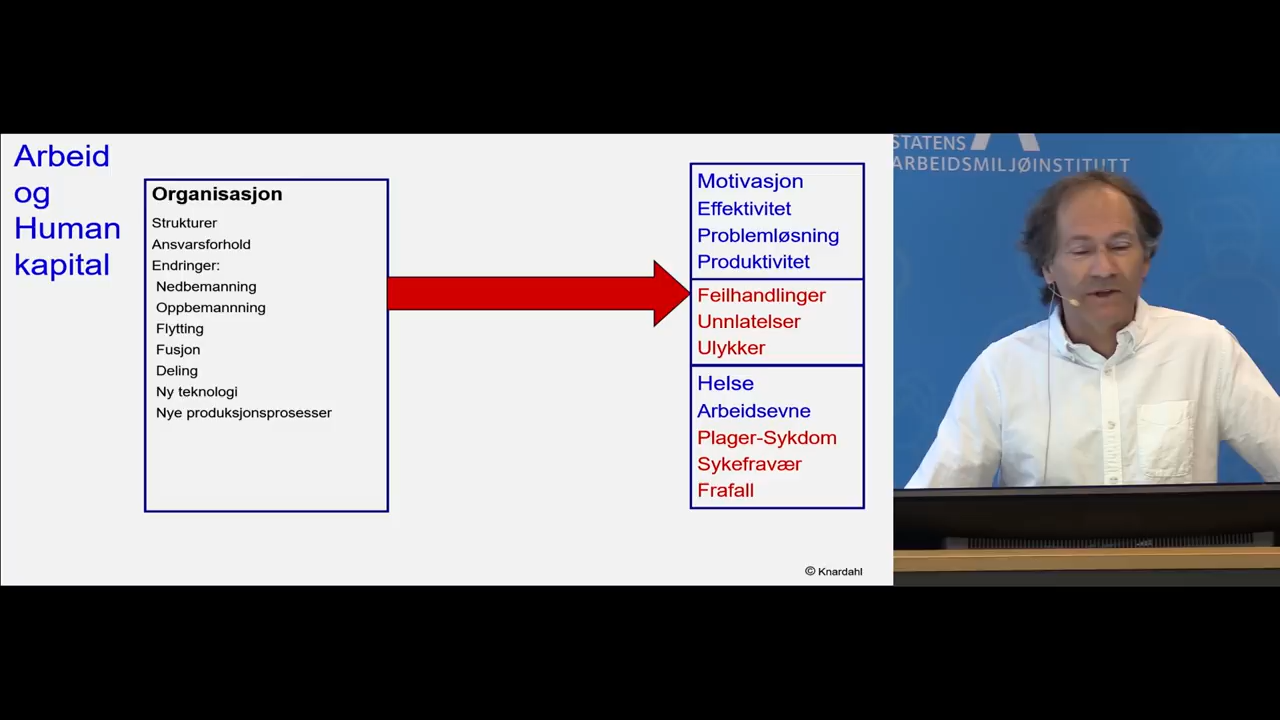 Arbeid
og
Human
kapital
Organisasjon
Strukturer
Ansvarsforhold
Endringer:
Nedbemanning
Oppbemannning
Flytting
Fusjon
Deling
Ny teknologi
Nye produksjonsprosesser
Motivasjon
Effektivitet
Problemløsning
Produktivitet
Feilhandlinger
Unnlatelser
Ulykker
Helse
Arbeidsevne
Plager-Sykdom
Sykefravær
Frafall
© Knardahl
STATENS
ARBEIDSMILJØINSTITUTT